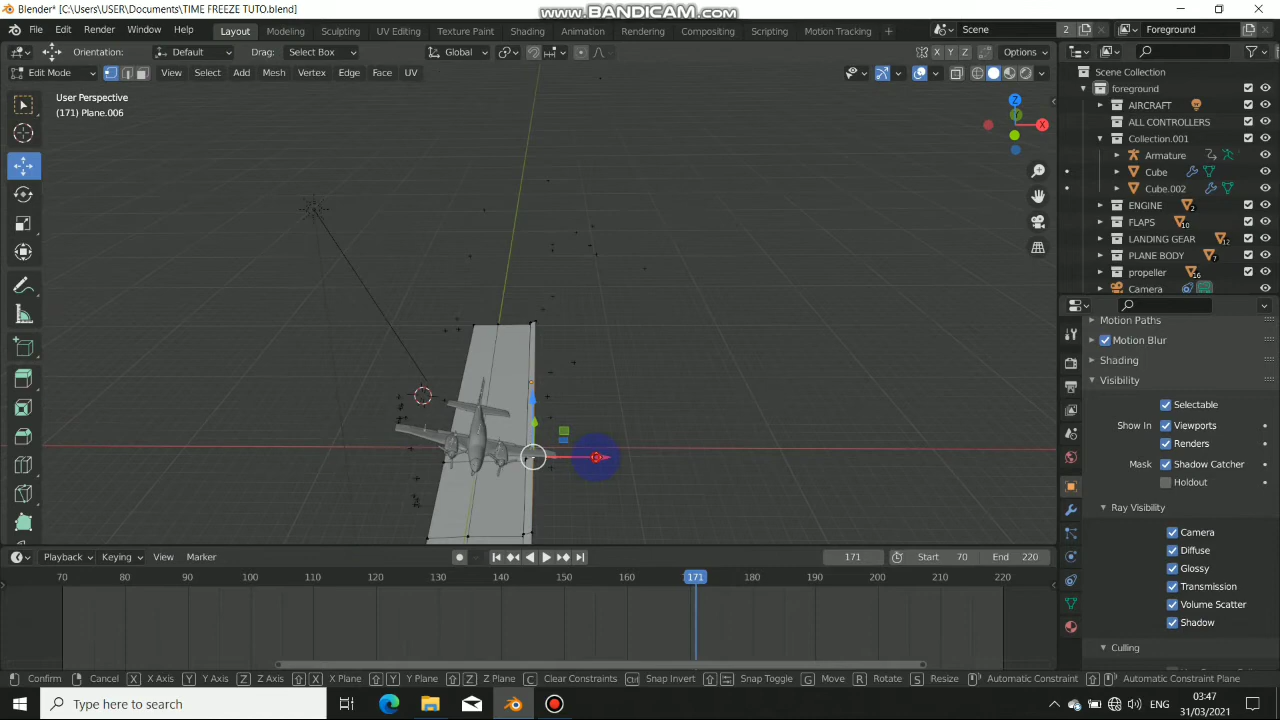 Blender* [C:\Users\USER\Documents\TIME FREEZE TUTO.blend]
www.BANDICAM.com
File Edit Render Window Help Layout Modeling Sculpting UV Editing Texture Paint Shading Animation Rendering Compositing Scripting Motion Tracking + Scene 2 Foreground
Orientation: Default Drag: Select Box Global X Y Z Options
Edit Mode View Select Add Mesh Vertex Edge Face UV
User Perspective
(171) Plane.006
Z
Y
X
Scene Collection
foreground
AIRCRAFT
ALL CONTROLLERS
Collection.001
Armature
Cube
Cube.002
ENGINE 2
FLAPS 10
LANDING GEAR 12
PLANE BODY 7
propeller 16
Camera
Motion Paths
Motion Blur
Shading
Visibility
Selectable
Show In Viewports
Renders
Mask Shadow Catcher
Holdout
Ray Visibility
Camera
Diffuse
Glossy
Transmission
Volume Scatter
Shadow
Culling
Playback Keying View Marker 171 Start 70 End 220
70 80 90 100 110 120 130 140 150 160 171 180 190 200 210 220
Confirm Cancel X X Axis Y Y Axis Z Z Axis X X Plane Y Y Plane Z Z Plane C Clear Constraints Ctrl Snap Invert Snap Toggle G Move R Rotate S Resize Automatic Constraint Automatic Constraint Plane
Type here to search
ENG
03:47
31/03/2021